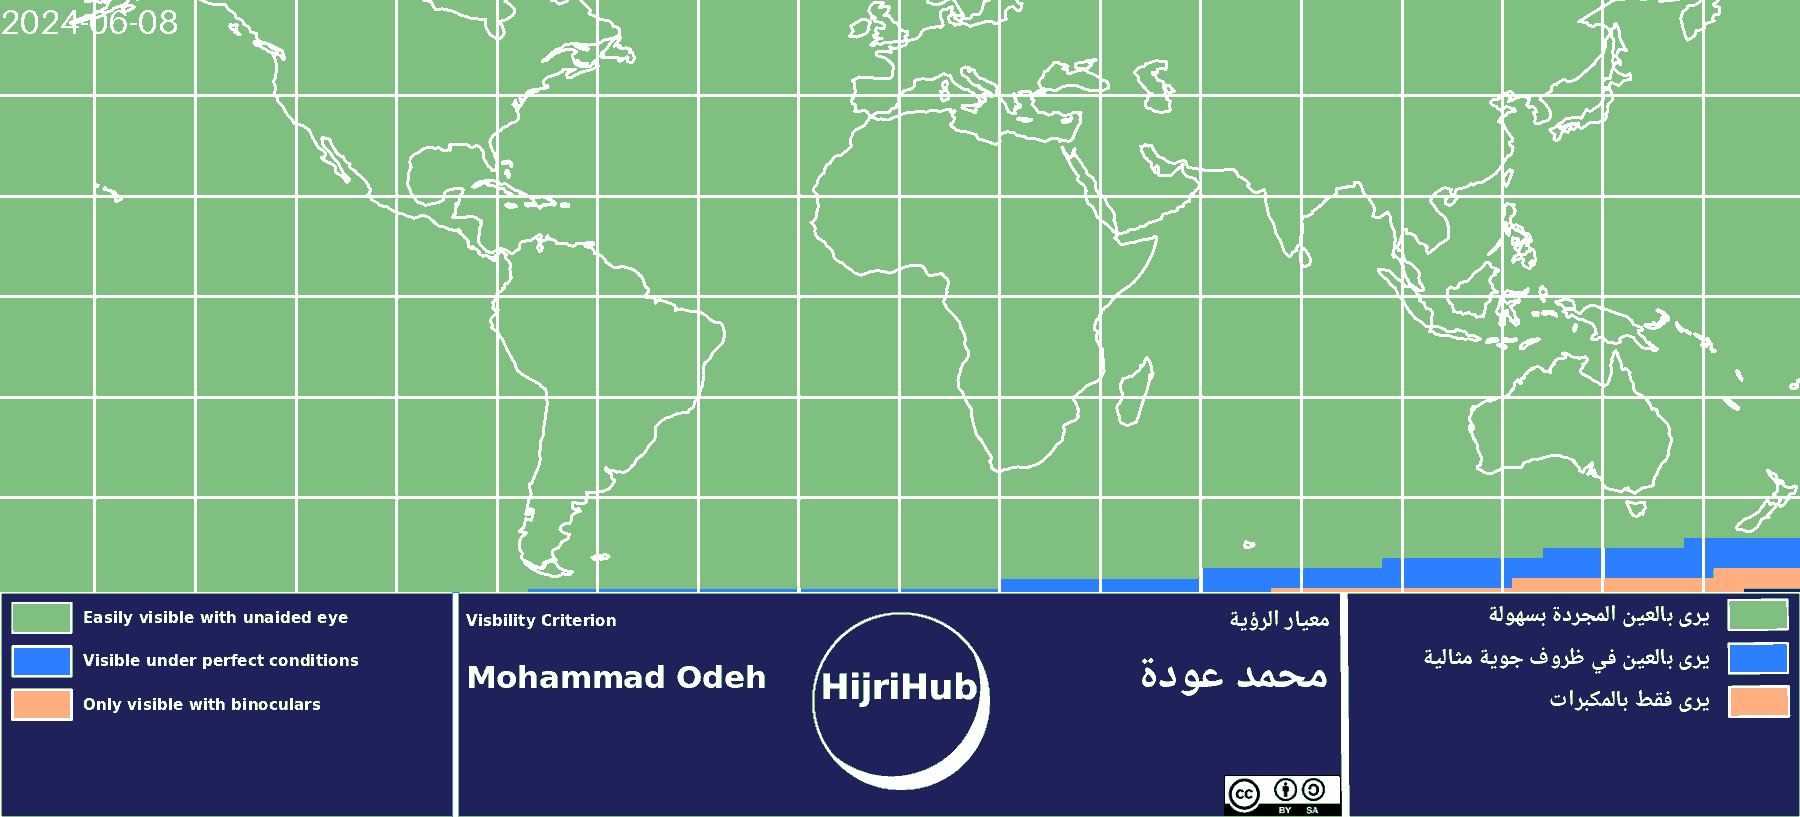 2024-06-08
Easily visible with unaided eye
Visible under perfect conditions
Only visible with binoculars
Visbility Criterion
معيار الرؤية
Mohammad Odeh
محمد عودة
HijriHub
cc
BY SA
يرى بالعين المجردة بسهولة
يرى بالعين في ظروف جوية مثالية
يرى فقط بالمكبرات